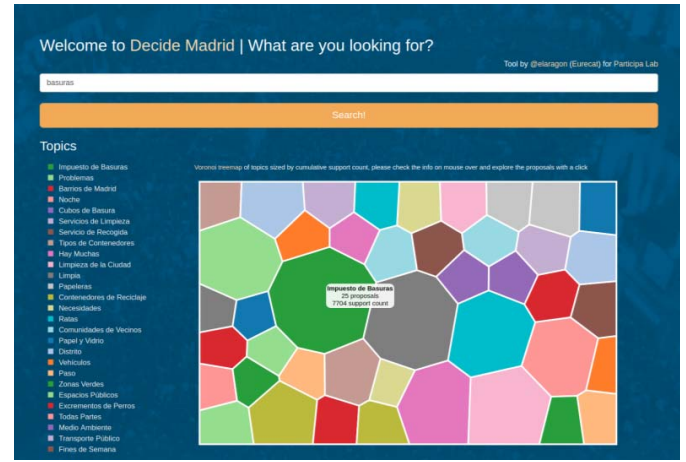 Welcome to Decide Madrid | What are you looking for?
Tool by @elaragon (Eurecat) for Participa Lab
basuras
Search!
Topics
Voronoi treemap of topics sized by cumulative support count, please check the info on mouse over and explore the proposals with a click
Impuesto de Basuras
Problemas
Barrios de Madrid
Noche
Cubos de Basura
Servicios de Limpieza
Servicio de Recogida
Tipos de Contenedores
Hay Muchas
Limpieza de la Ciudad
Limpia
Papeleras
Contenedores de Reciclaje
Necesidades
Ratas
Comunidades de Vecinos
Papel y Vidrio
Distrito
Vehículos
Paso
Zonas Verdes
Espacios Públicos
Excrementos de Perros
Todas Partes
Medio Ambiente
Transporte Público
Fines de Semana
Impuesto de Basuras
25 proposals
7704 support count